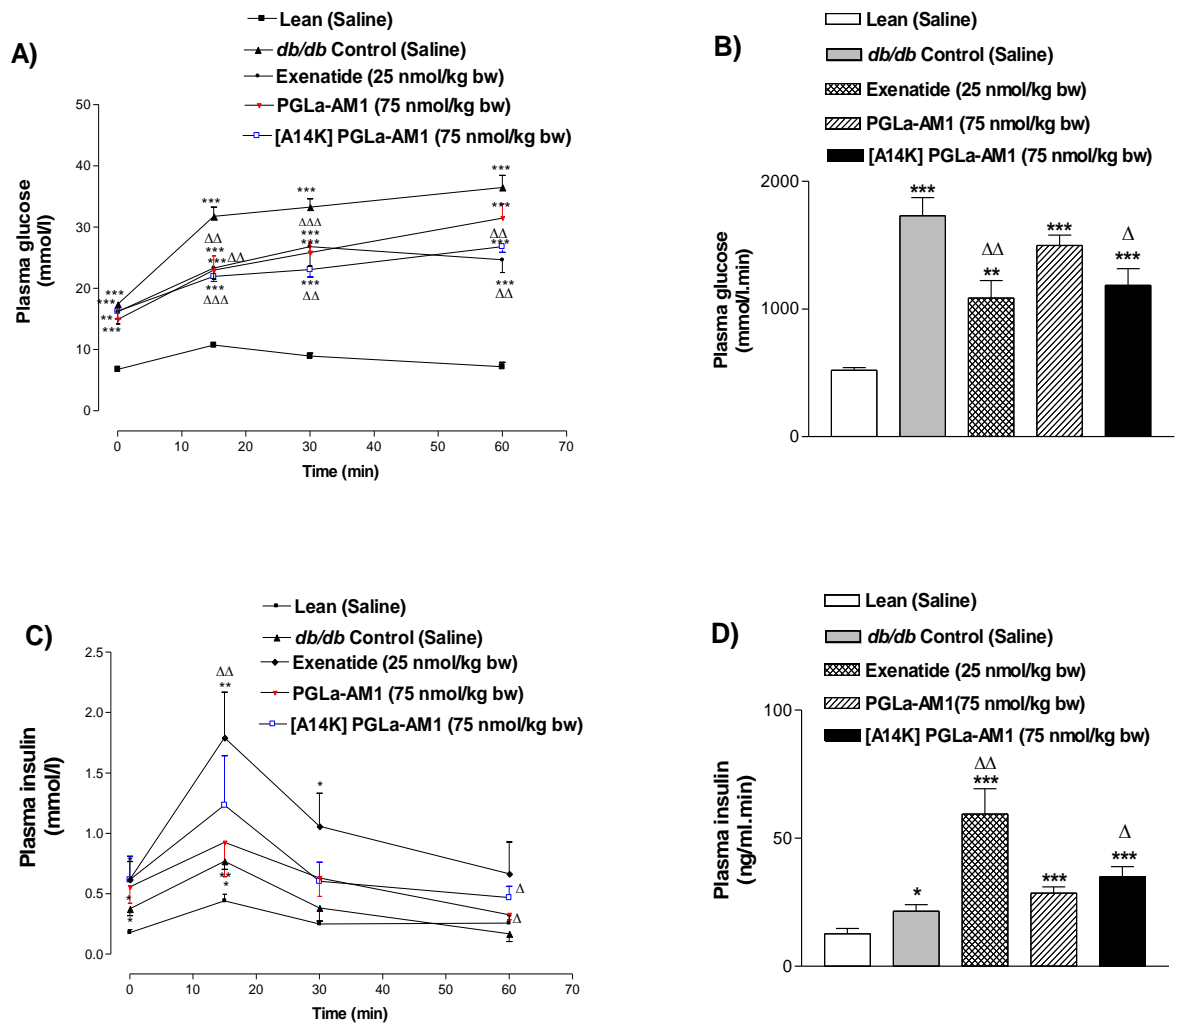 A)
Lean (Saline)
db/db Control (Saline)
Exenatide (25 nmol/kg bw)
PGLa-AM1 (75 nmol/kg bw)
[A14K] PGLa-AM1 (75 nmol/kg bw)
Plasma glucose
(mmol/l)
50
40
30
20
10
0
***
***
**
***
***
ΔΔ
***
***
ΔΔ
***
ΔΔΔ
***
ΔΔΔ
***
***
***
ΔΔ
***
***
ΔΔ
***
***
ΔΔ
0 10 20 30 40 50 60 70
Time (min)
B)
Lean (Saline)
db/db Control (Saline)
Exenatide (25 nmol/kg bw)
PGLa-AM1 (75 nmol/kg bw)
[A14K] PGLa-AM1 (75 nmol/kg bw)
Plasma glucose
(mmol/l.min)
2000
1000
0
***
ΔΔ
**
***
Δ
***
C)
Lean (Saline)
db/db Control (Saline)
Exenatide (25 nmol/kg bw)
PGLa-AM1 (75 nmol/kg bw)
[A14K] PGLa-AM1 (75 nmol/kg bw)
Plasma insulin
(mmol/l)
2.5
2.0
1.5
1.0
0.5
0.0
*
*
ΔΔ
**
**
*
*
Δ
Δ
0 10 20 30 40 50 60 70
Time (min)
D)
Lean (Saline)
db/db Control (Saline)
Exenatide (25 nmol/kg bw)
PGLa-AM1(75 nmol/kg bw)
[A14K] PGLa-AM1 (75 nmol/kg bw)
Plasma insulin
(ng/ml.min)
100
50
0
*
ΔΔ
***
***
Δ
***